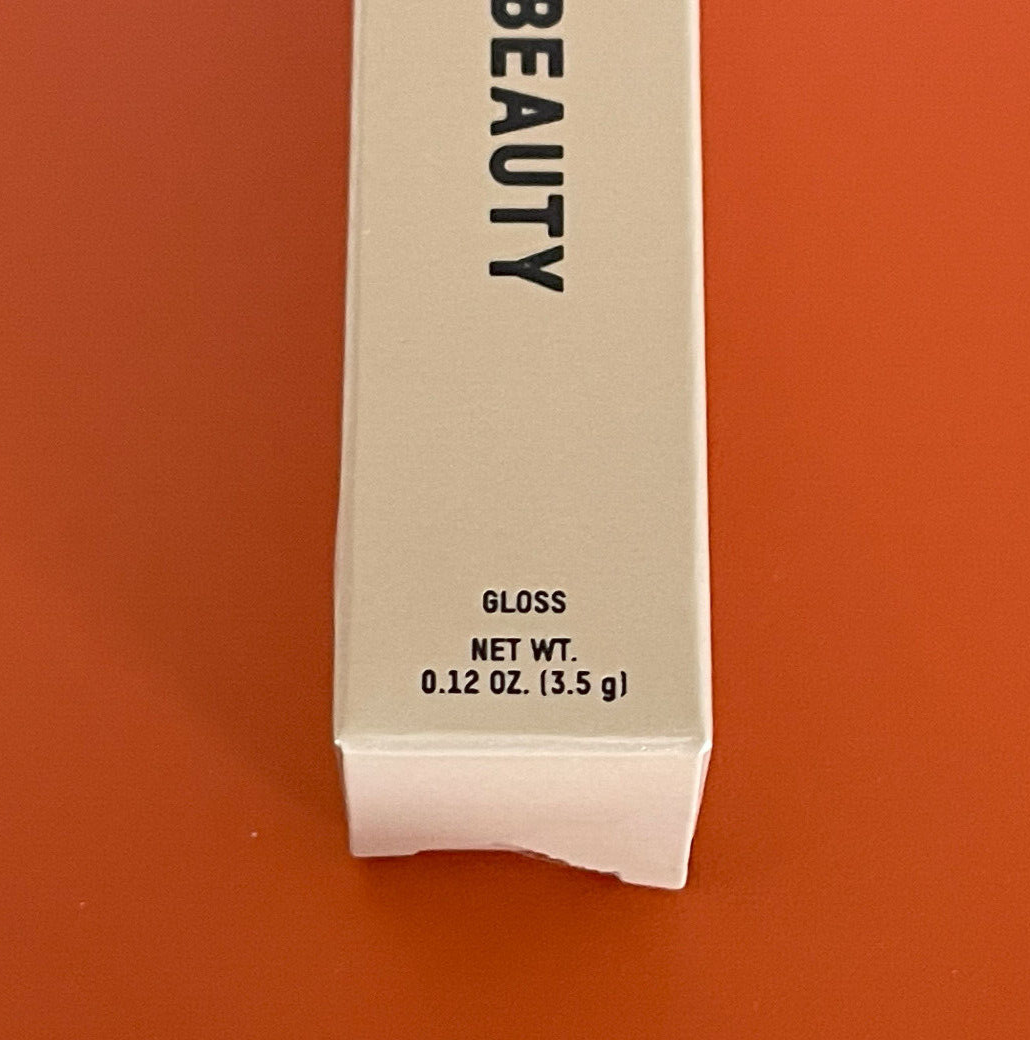 BEAUTY
GLOSS
NET WT.
0.12 OZ. (3.5 g)